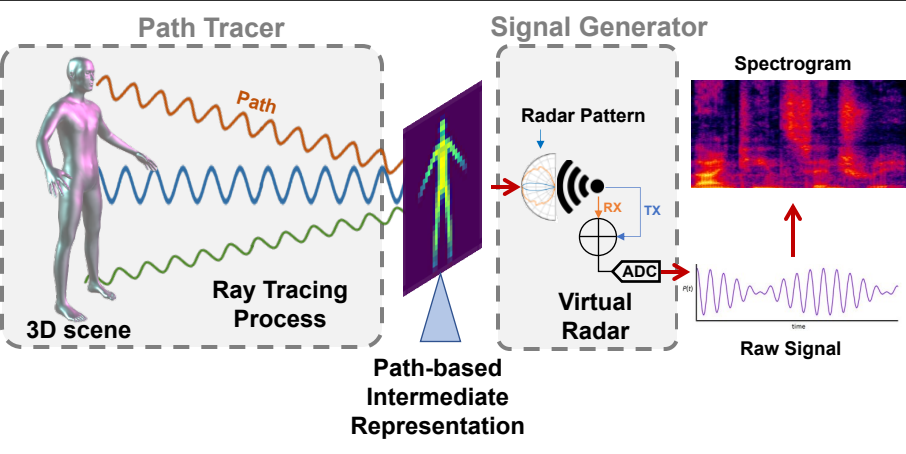 Path Tracer
Signal Generator
Path
3D scene
Ray Tracing
Process
Path-based
Intermediate
Representation
Radar Pattern
RX
TX
ADC
Virtual
Radar
Spectrogram
P(t)
time
Raw Signal